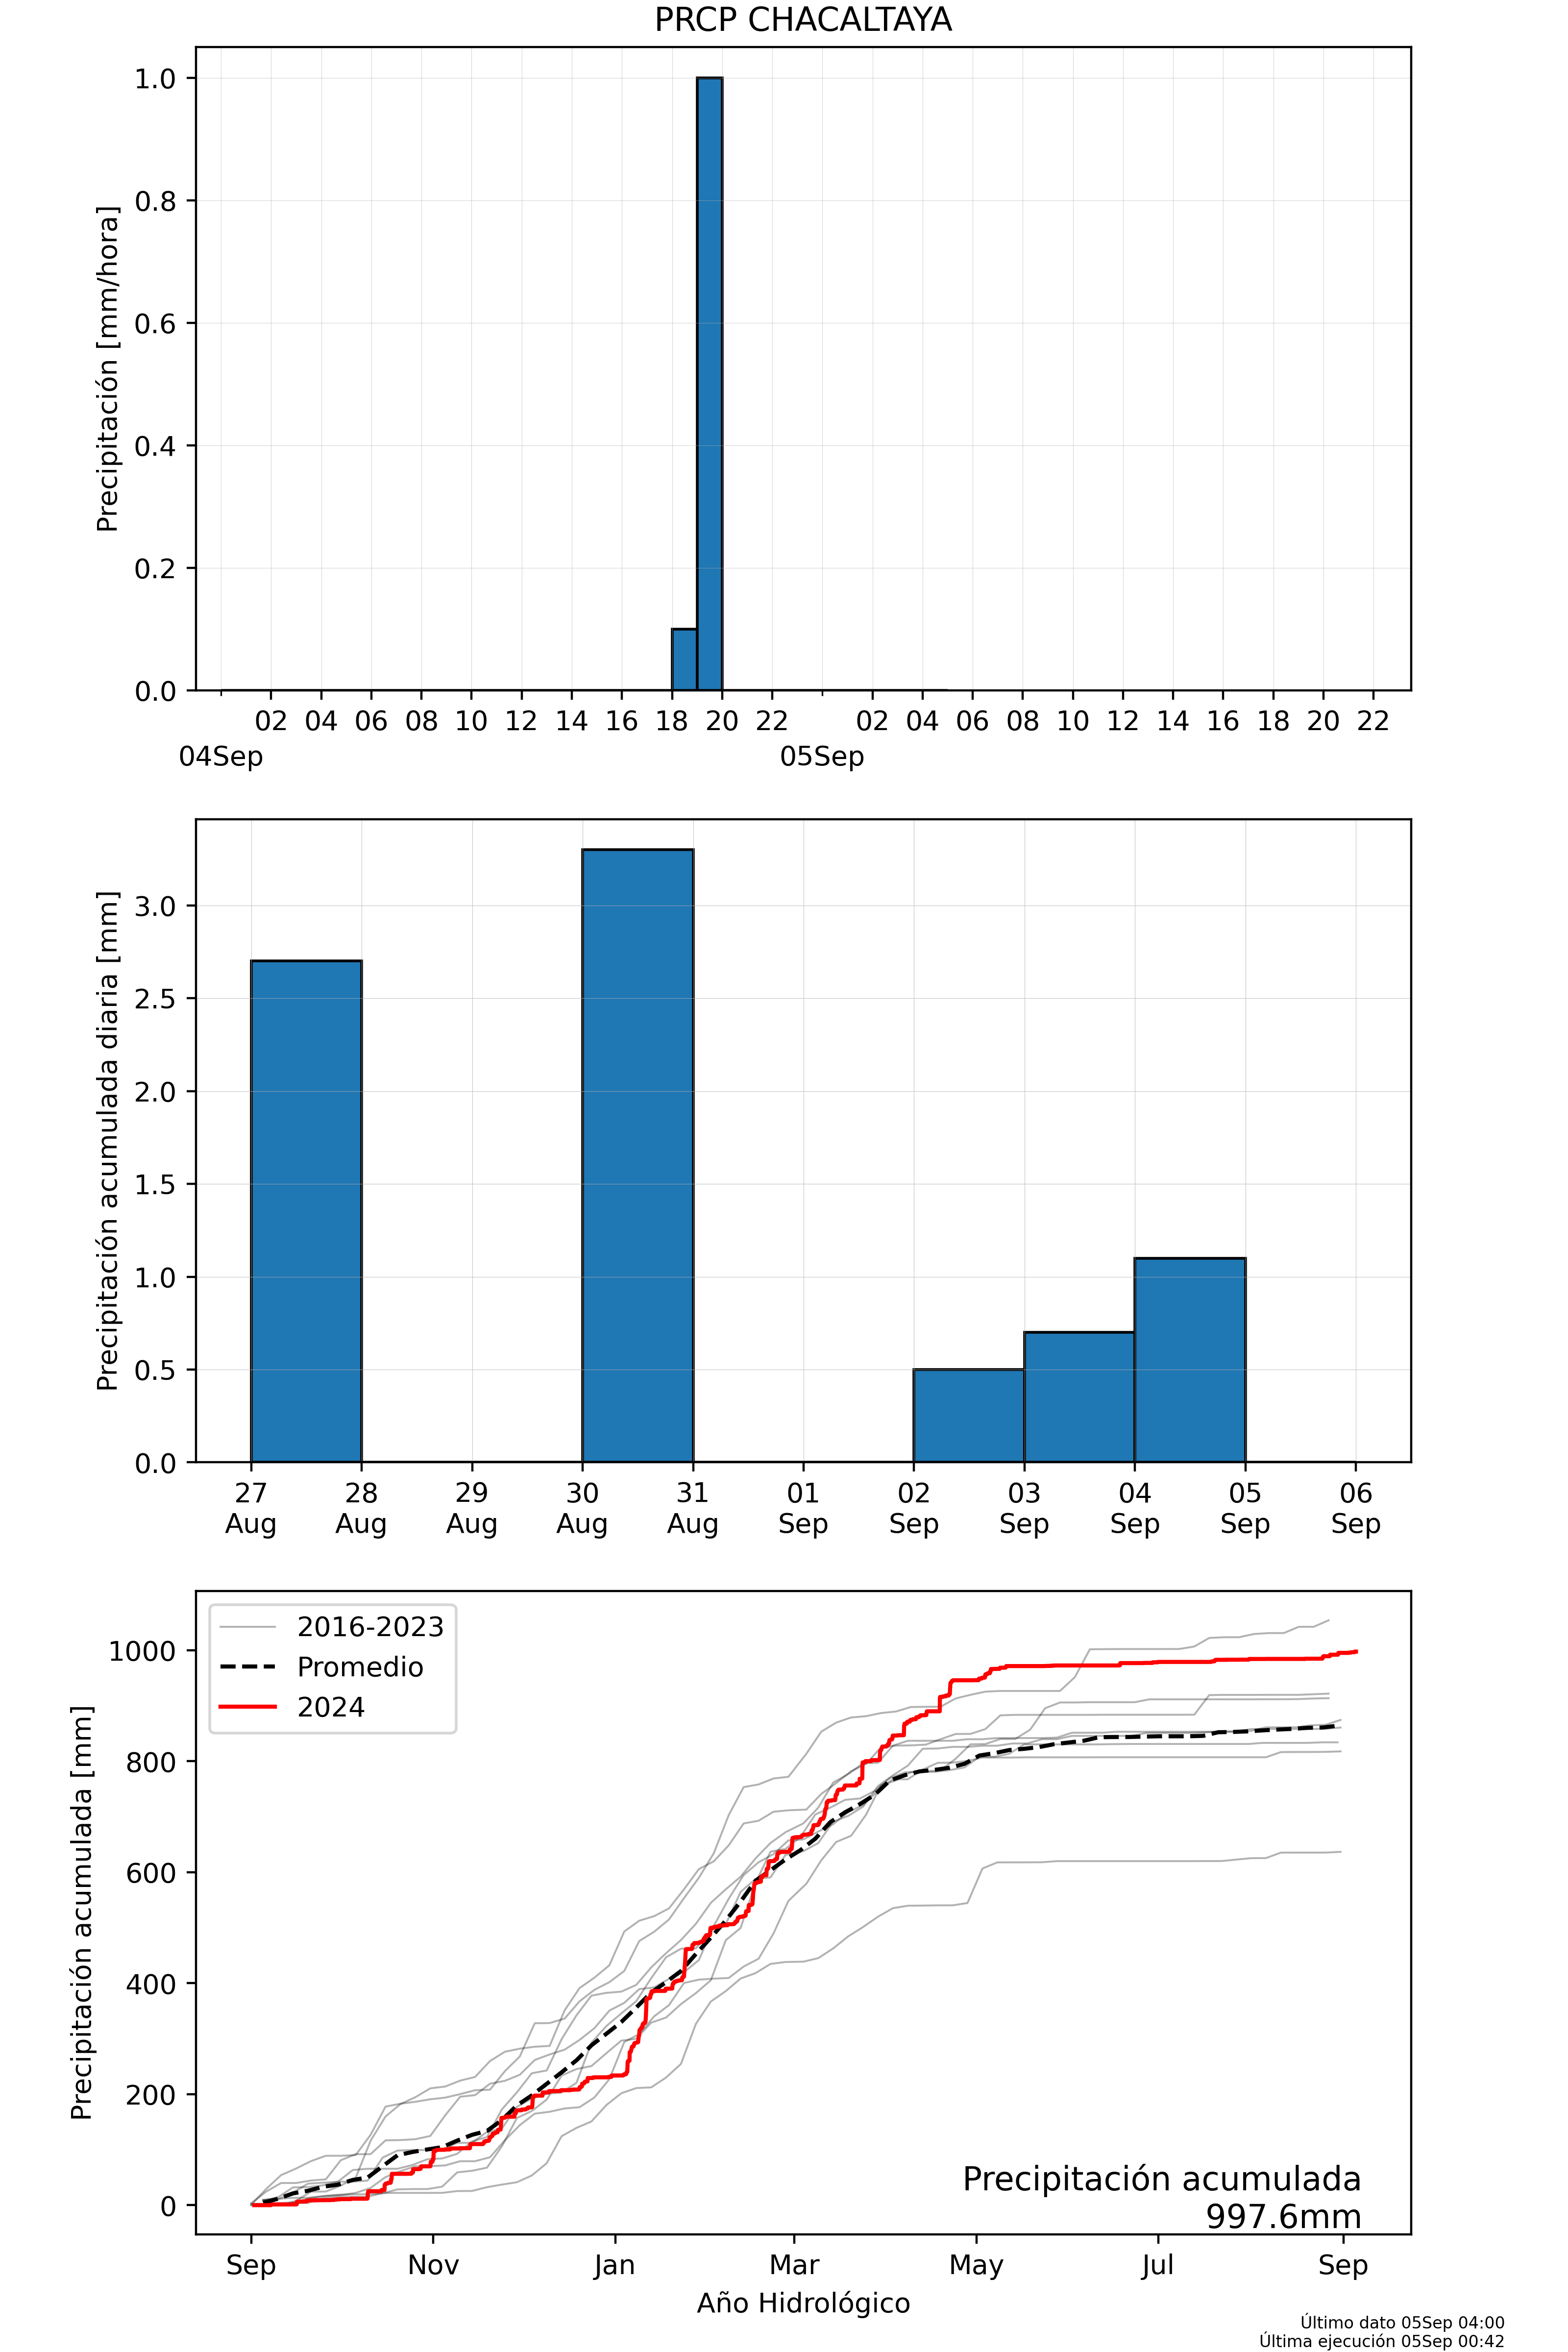 PRCP CHACALTAYA
Precipitación [mm/hora]
1.0
0.8
0.6
0.4
0.2
0.0
02 04 06 08 10 12 14 16 18 20 22 02 04 06 08 10 12 14 16 18 20 22
04Sep 05Sep
Precipitación acumulada diaria [mm]
3.0
2.5
2.0
1.5
1.0
0.5
0.0
27 28 29 30 31 01 02 03 04 05 06
Aug Aug Aug Aug Aug Sep Sep Sep Sep Sep Sep
Precipitación acumulada [mm]
1000
800
600
400
200
0
2016-2023
Promedio
2024
Precipitación acumulada
997.6mm
Sep Nov Jan Mar May Jul Sep
Año Hidrológico
Último dato 05Sep 04:00
Última ejecución 05Sep 00:42